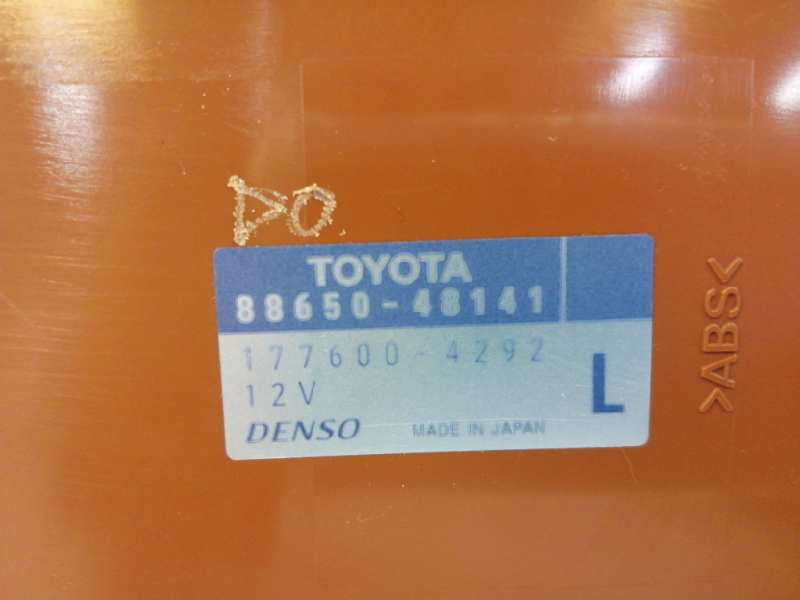 DO
TOYOTA
88650-48141
177600-4292
12V
L
DENSO MADE IN JAPAN
>ABS<